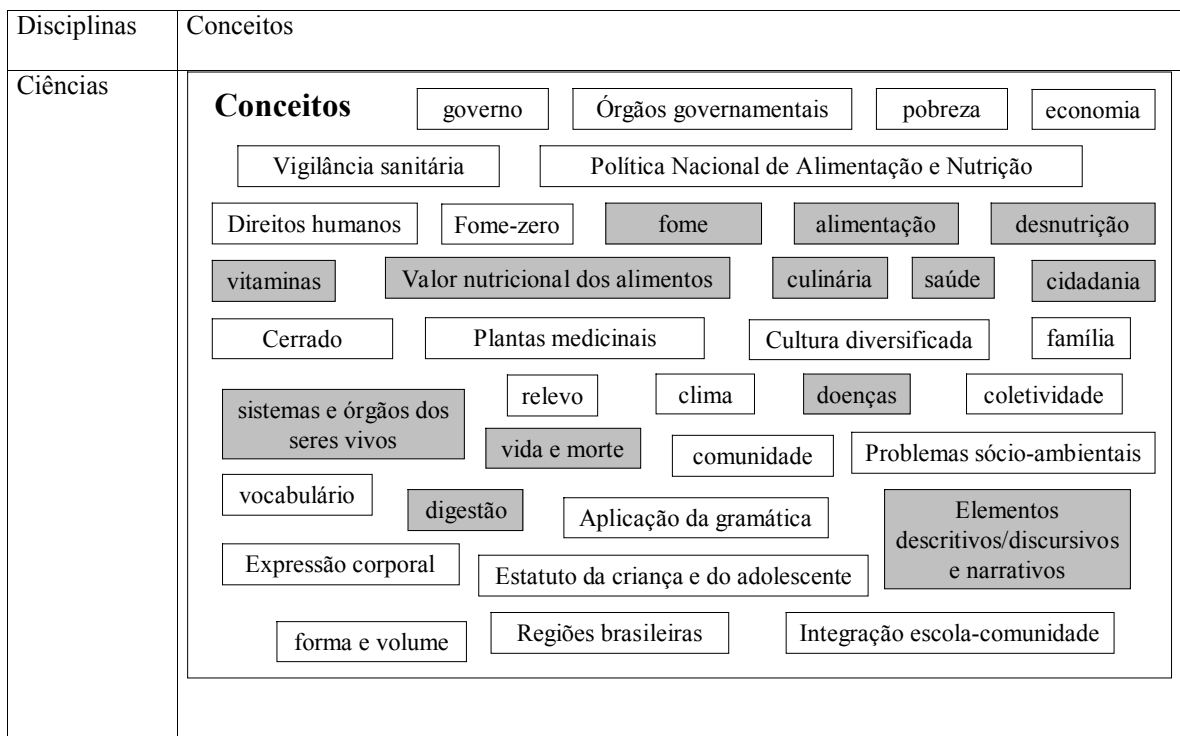 Disciplinas
Conceitos
Ciências
Conceitos
governo
Órgãos governamentais
pobreza
economia
Vigilância sanitária
Política Nacional de Alimentação e Nutrição
Direitos humanos
Fome-zero
fome
alimentação
desnutrição
vitaminas
Valor nutricional dos alimentos
culinária
saúde
cidadania
Cerrado
Plantas medicinais
Cultura diversificada
família
sistemas e órgãos dos
seres vivos
relevo
clima
doenças
coletividade
vida e morte
comunidade
Problemas sócio-ambientais
vocabulário
digestão
Aplicação da gramática
Elementos
descritivos/discursivos
e narrativos
Expressão corporal
Estatuto da criança e do adolescente
forma e volume
Regiões brasileiras
Integração escola-comunidade